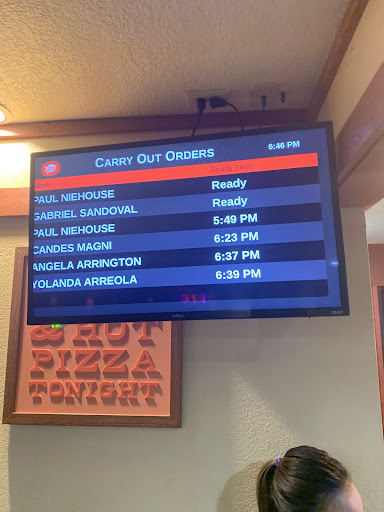 CARRY OUT ORDERS 6:46 PM
Name Ready Time
PAUL NIEHOUSE Ready
GABRIEL SANDOVAL Ready
PAUL NIEHOUSE 5:49 PM
CANDES MAGNI 6:23 PM
ANGELA ARRINGTON 6:37 PM
YOLANDA ARREOLA 6:39 PM
& HOT
PIZZA
TONIGHT